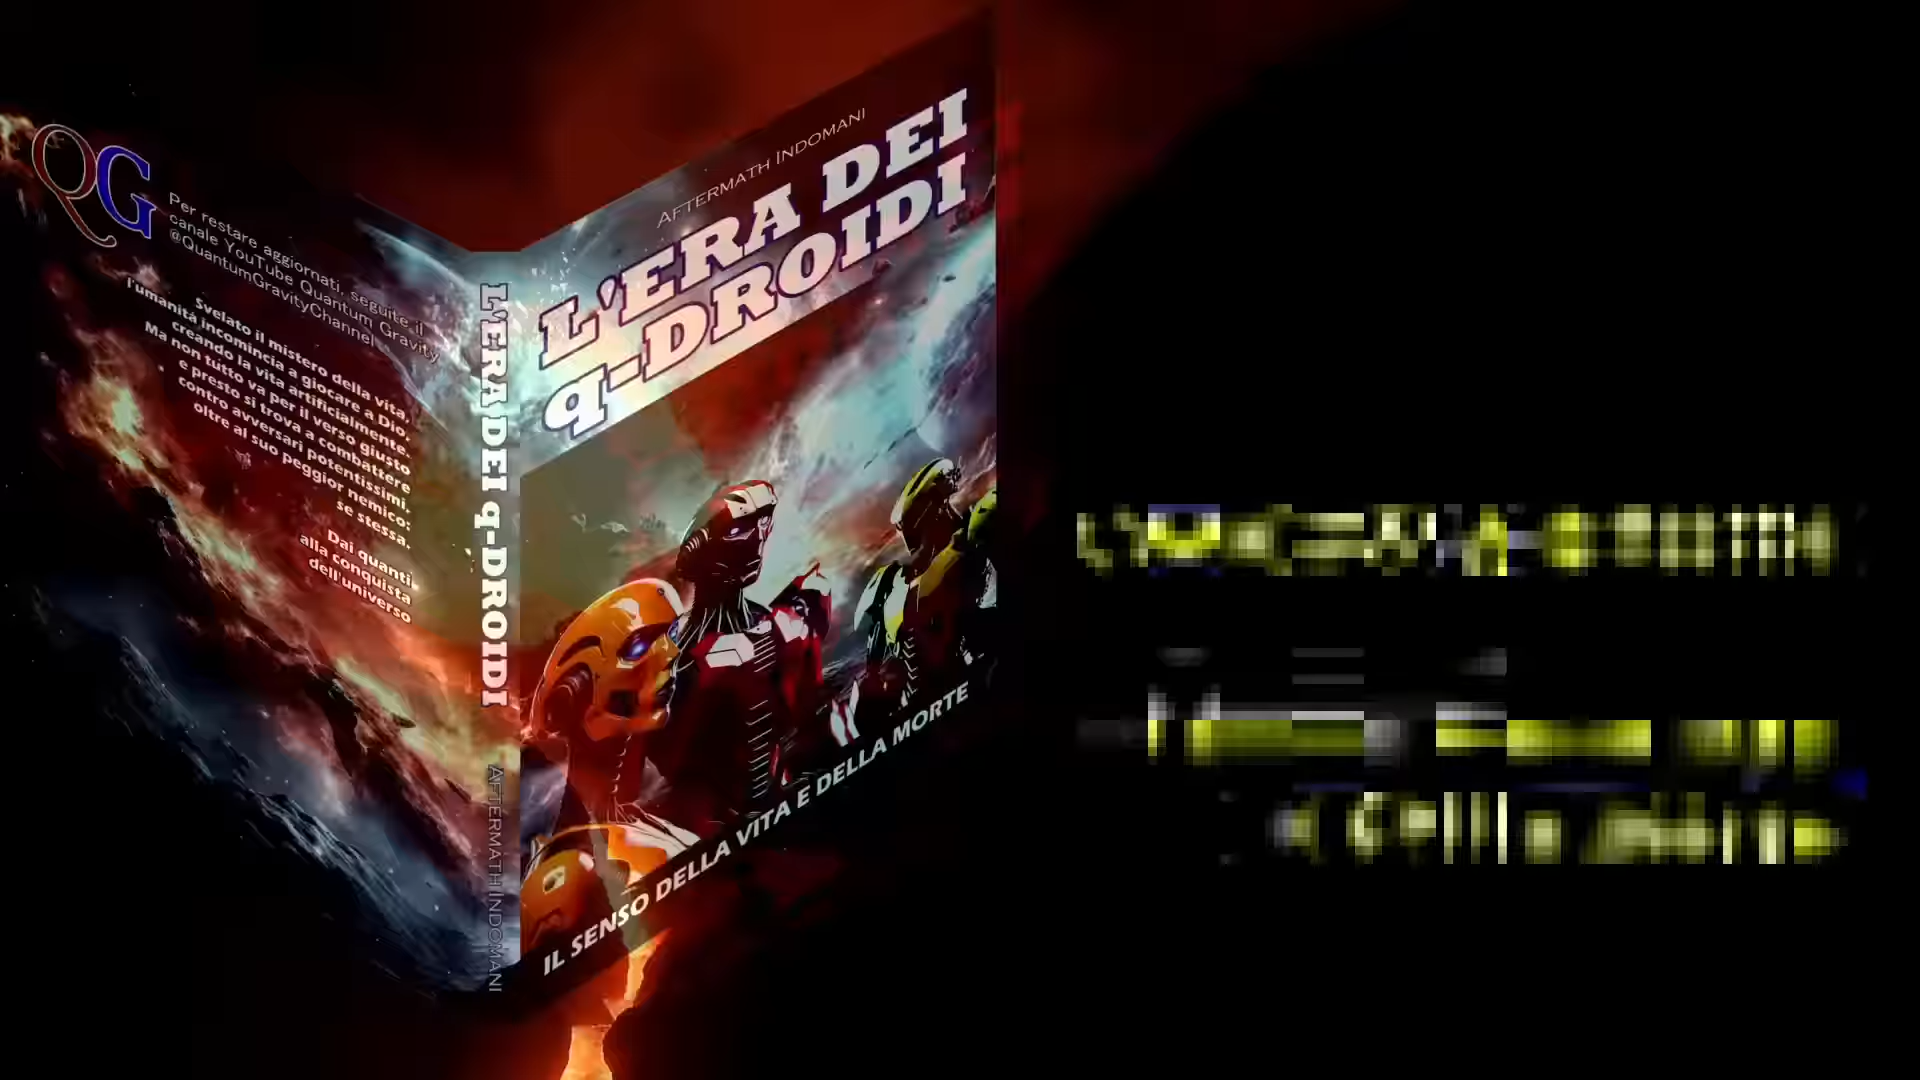 QG
Per restare aggiornati, seguite il
canale YouTube Quantum Gravity
@QuantumGravityChannel
Svelato il mistero della vita,
l'umanità incomincia a giocare a Dio,
creando la vita artificialmente.
Ma non tutto va per il verso giusto
e presto si trova a combattere
contro avversari potentissimi,
oltre al suo peggior nemico:
se stessa.
Dai quanti
alla conquista
dell'universo
L'ERA DEI q-DROIDI
AFTERMATH INDOMANI
AFTERMATH INDOMANI
L'ERA DEI
q-DROIDI
IL SENSO DELLA VITA E DELLA MORTE